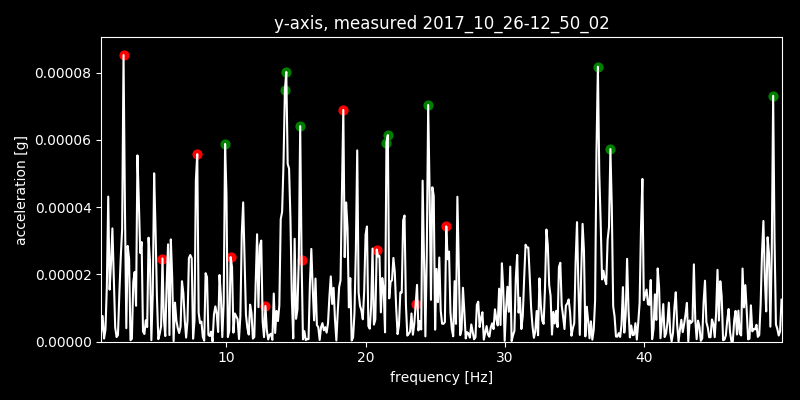 y-axis, measured 2017_10_26-12_50_02
acceleration [g]
0.00008
0.00006
0.00004
0.00002
0.00000
10 20 30 40
frequency [Hz]